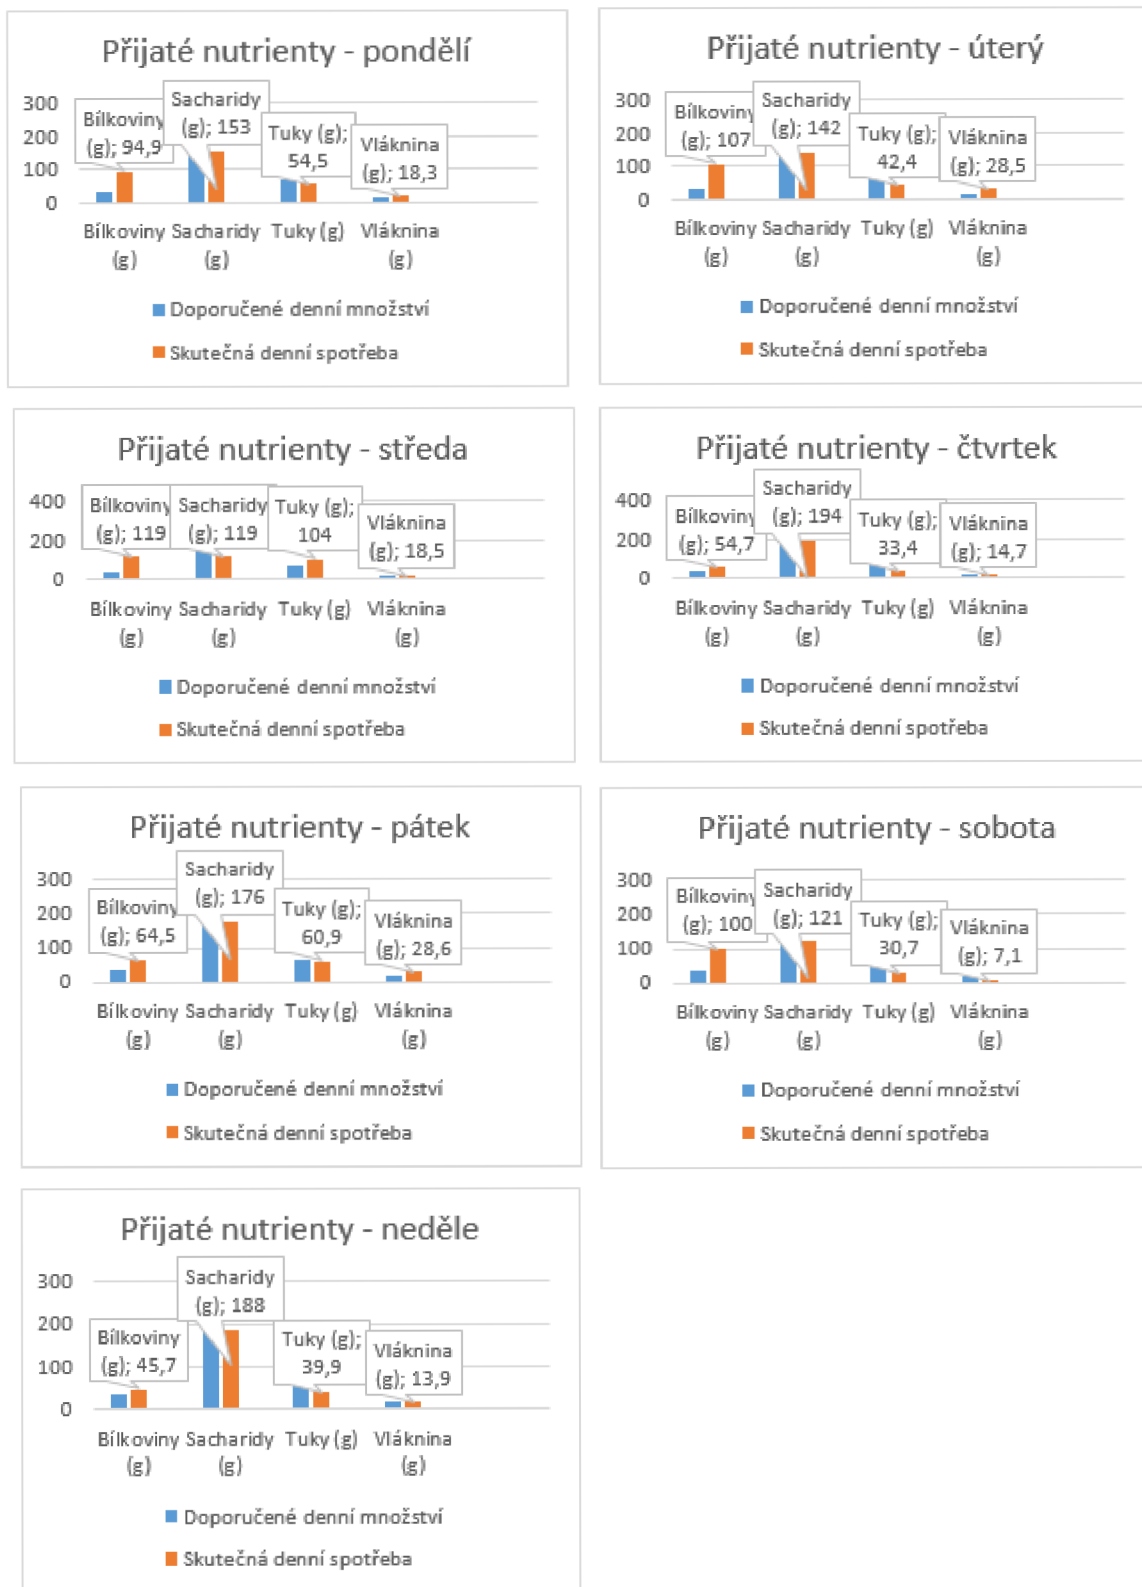 Přijaté nutrienty - pondělí
300
200
100
0
Bílkoviny
(g); 94,9
Sacharidy
(g); 153
Tuky (g);
54,5
Vláknina
(g); 18,3
Bílkoviny
(g)
Sacharidy
(g)
Tuky (g)
Vláknina
(g)
Doporučené denní množství
Skutečná denní spotřeba
Přijaté nutrienty - úterý
300
200
100
0
Bílkoviny
(g); 107
Sacharidy
(g); 142
Tuky (g);
42,4
Vláknina
(g); 28,5
Bílkoviny
(g)
Sacharidy
(g)
Tuky (g)
Vláknina
(g)
Doporučené denní množství
Skutečná denní spotřeba
Přijaté nutrienty - středa
400
200
0
Bílkoviny
(g); 119
Sacharidy
(g); 119
Tuky (g);
104
Vláknina
(g); 18,5
Bílkoviny
(g)
Sacharidy
(g)
Tuky (g)
Vláknina
(g)
Doporučené denní množství
Skutečná denní spotřeba
Přijaté nutrienty - čtvrtek
400
200
0
Bílkoviny
(g); 54,7
Sacharidy
(g); 194
Tuky (g);
33,4
Vláknina
(g); 14,7
Bílkoviny
(g)
Sacharidy
(g)
Tuky (g)
Vláknina
(g)
Doporučené denní množství
Skutečná denní spotřeba
Přijaté nutrienty - pátek
300
200
100
0
Bílkoviny
(g); 64,5
Sacharidy
(g); 176
Tuky (g);
60,9
Vláknina
(g); 28,6
Bílkoviny
(g)
Sacharidy
(g)
Tuky (g)
Vláknina
(g)
Doporučené denní množství
Skutečná denní spotřeba
Přijaté nutrienty - sobota
300
200
100
0
Bílkoviny
(g); 100
Sacharidy
(g); 121
Tuky (g);
30,7
Vláknina
(g); 7,1
Bílkoviny
(g)
Sacharidy
(g)
Tuky (g)
Vláknina
(g)
Doporučené denní množství
Skutečná denní spotřeba
Přijaté nutrienty - neděle
300
200
100
0
Bílkoviny
(g); 45,7
Sacharidy
(g); 188
Tuky (g);
39,9
Vláknina
(g); 13,9
Bílkoviny
(g)
Sacharidy
(g)
Tuky (g)
Vláknina
(g)
Doporučené denní množství
Skutečná denní spotřeba